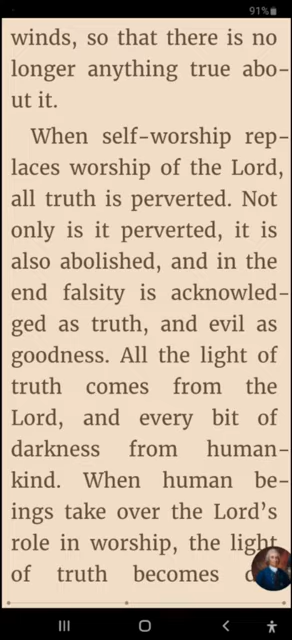 91%
winds, so that there is no
longer anything true abo-
ut it.
When self-worship rep-
laces worship of the Lord,
all truth is perverted. Not
only is it perverted, it is
also abolished, and in the
end falsity is acknowled-
ged as truth, and evil as
goodness. All the light of
truth comes from the
Lord, and every bit of
darkness from human-
kind. When human be-
ings take over the Lord’s
role in worship, the light
of truth becomes